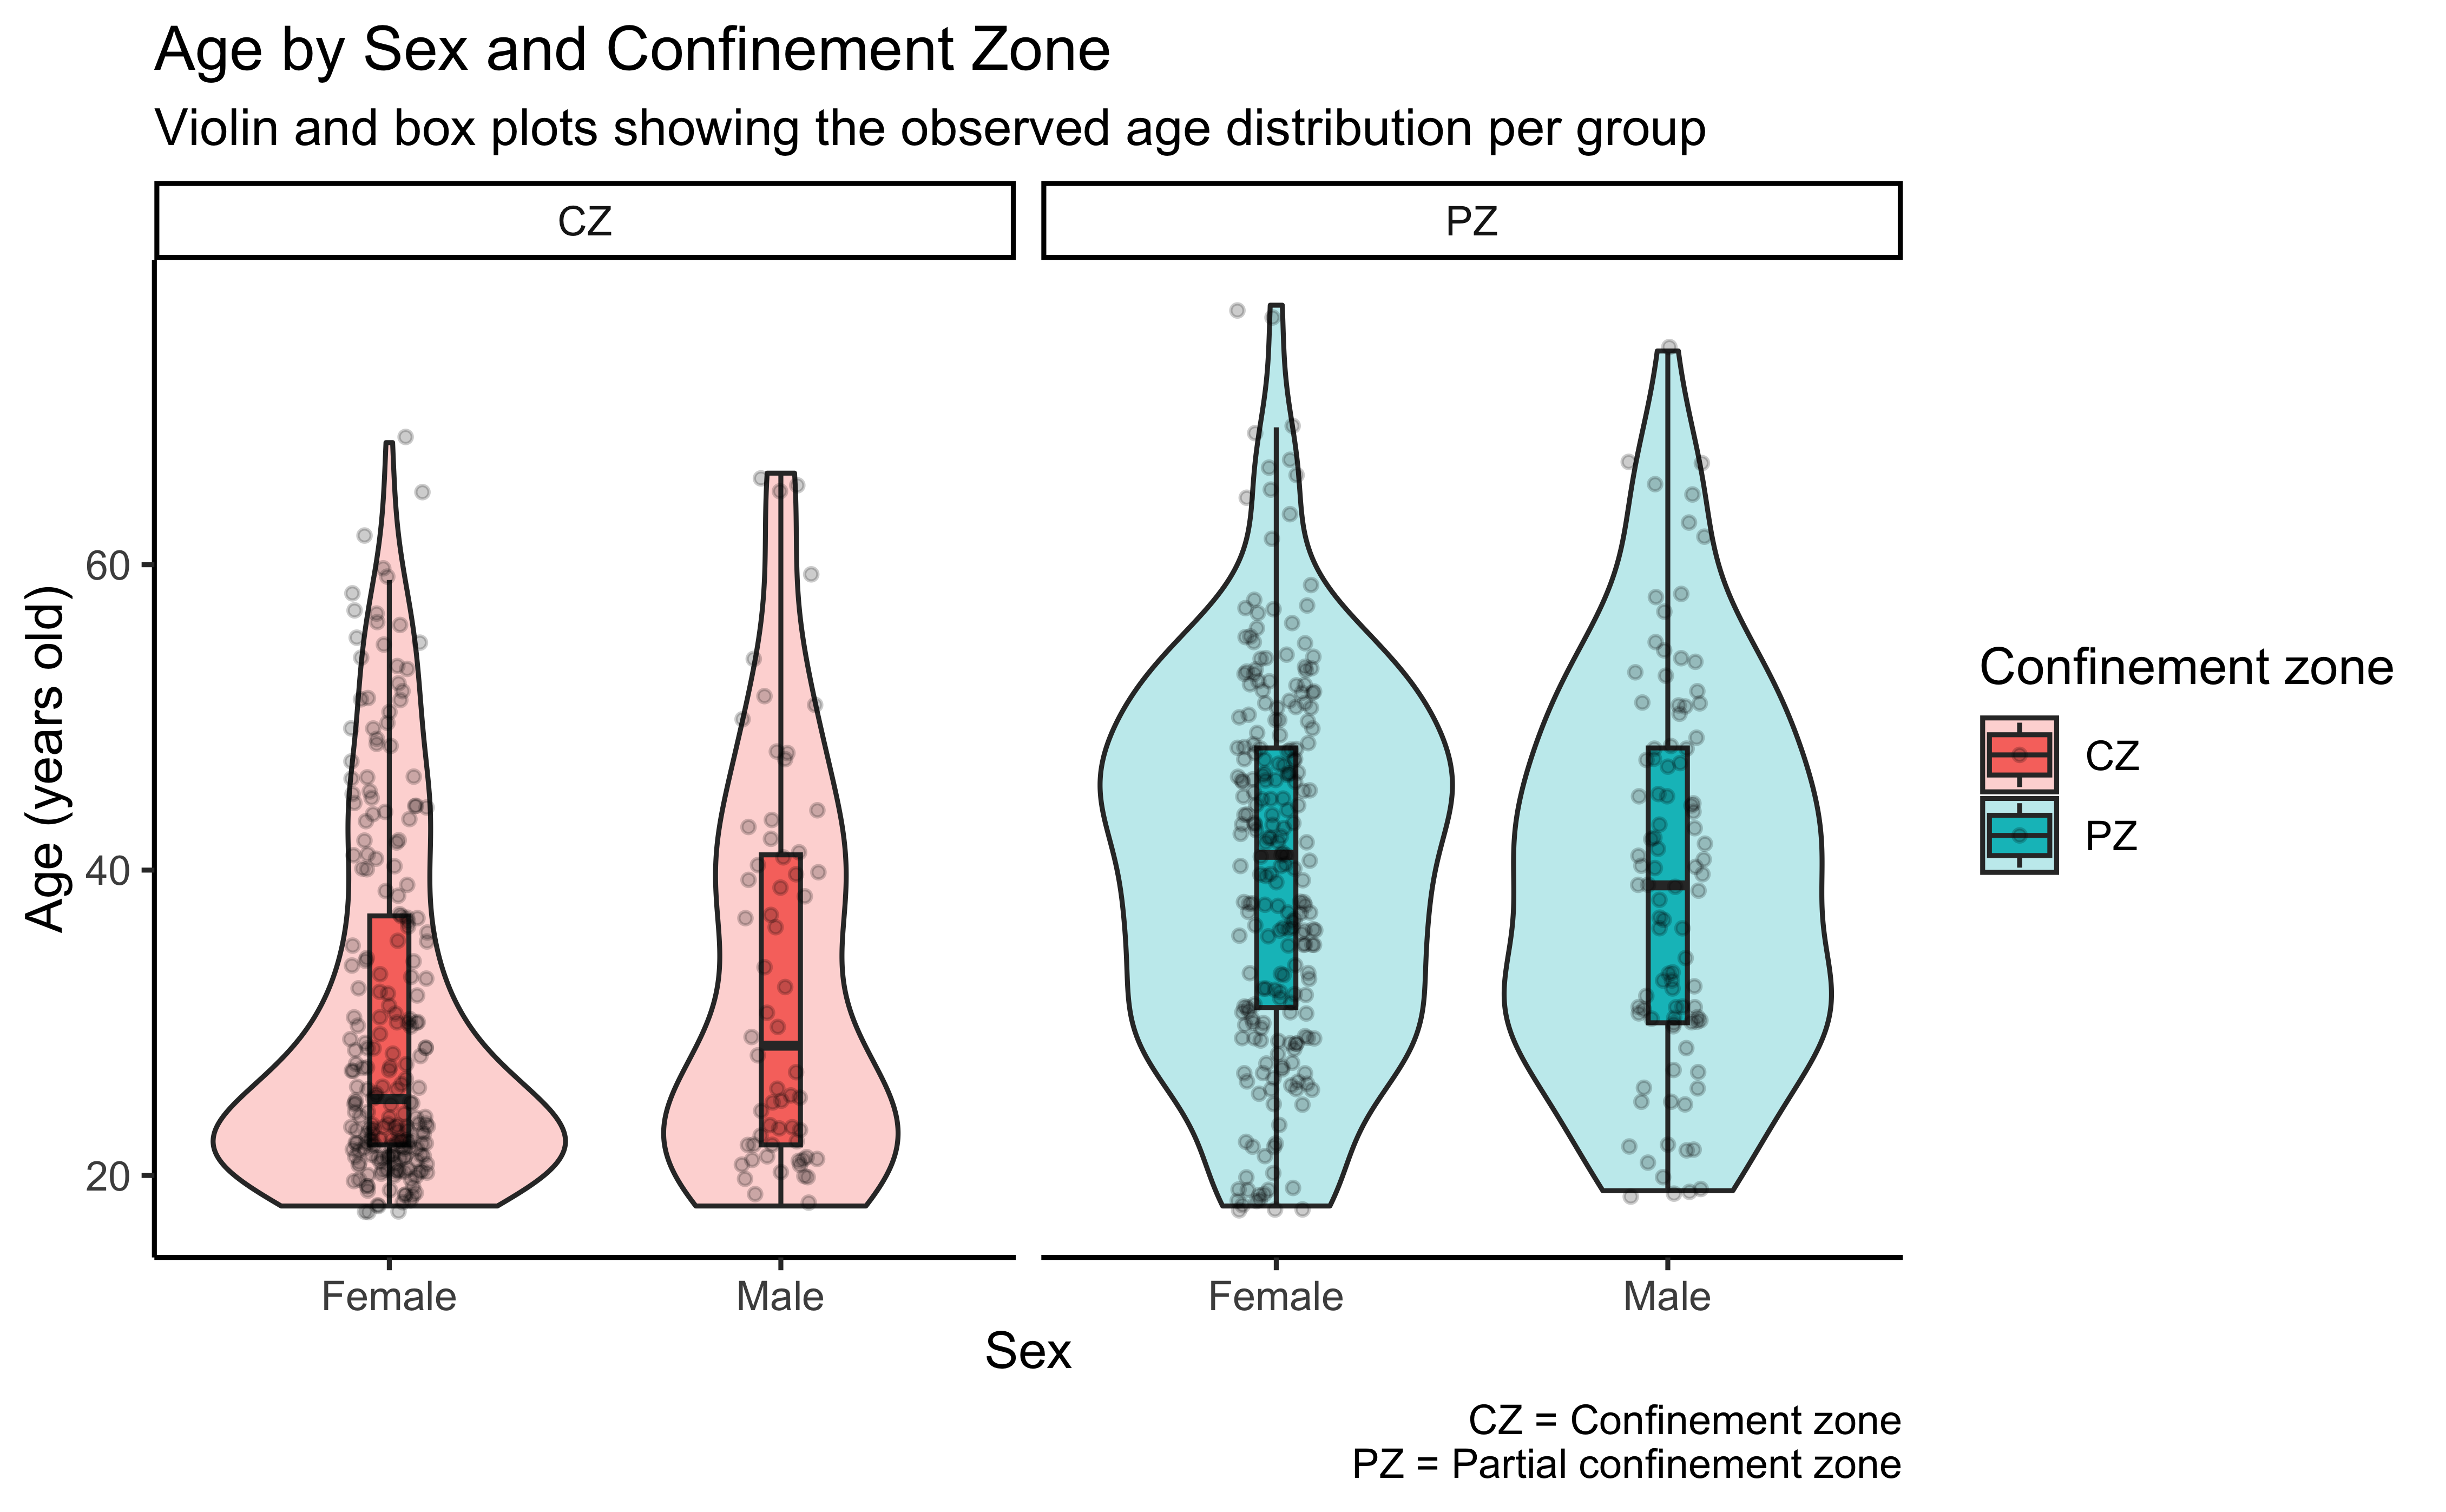 Age by Sex and Confinement Zone
Violin and box plots showing the observed age distribution per group
CZ
PZ
Age (years old)
60
40
20
Female
Male
Female
Male
Sex
Confinement zone
CZ
PZ
CZ = Confinement zone
PZ = Partial confinement zone